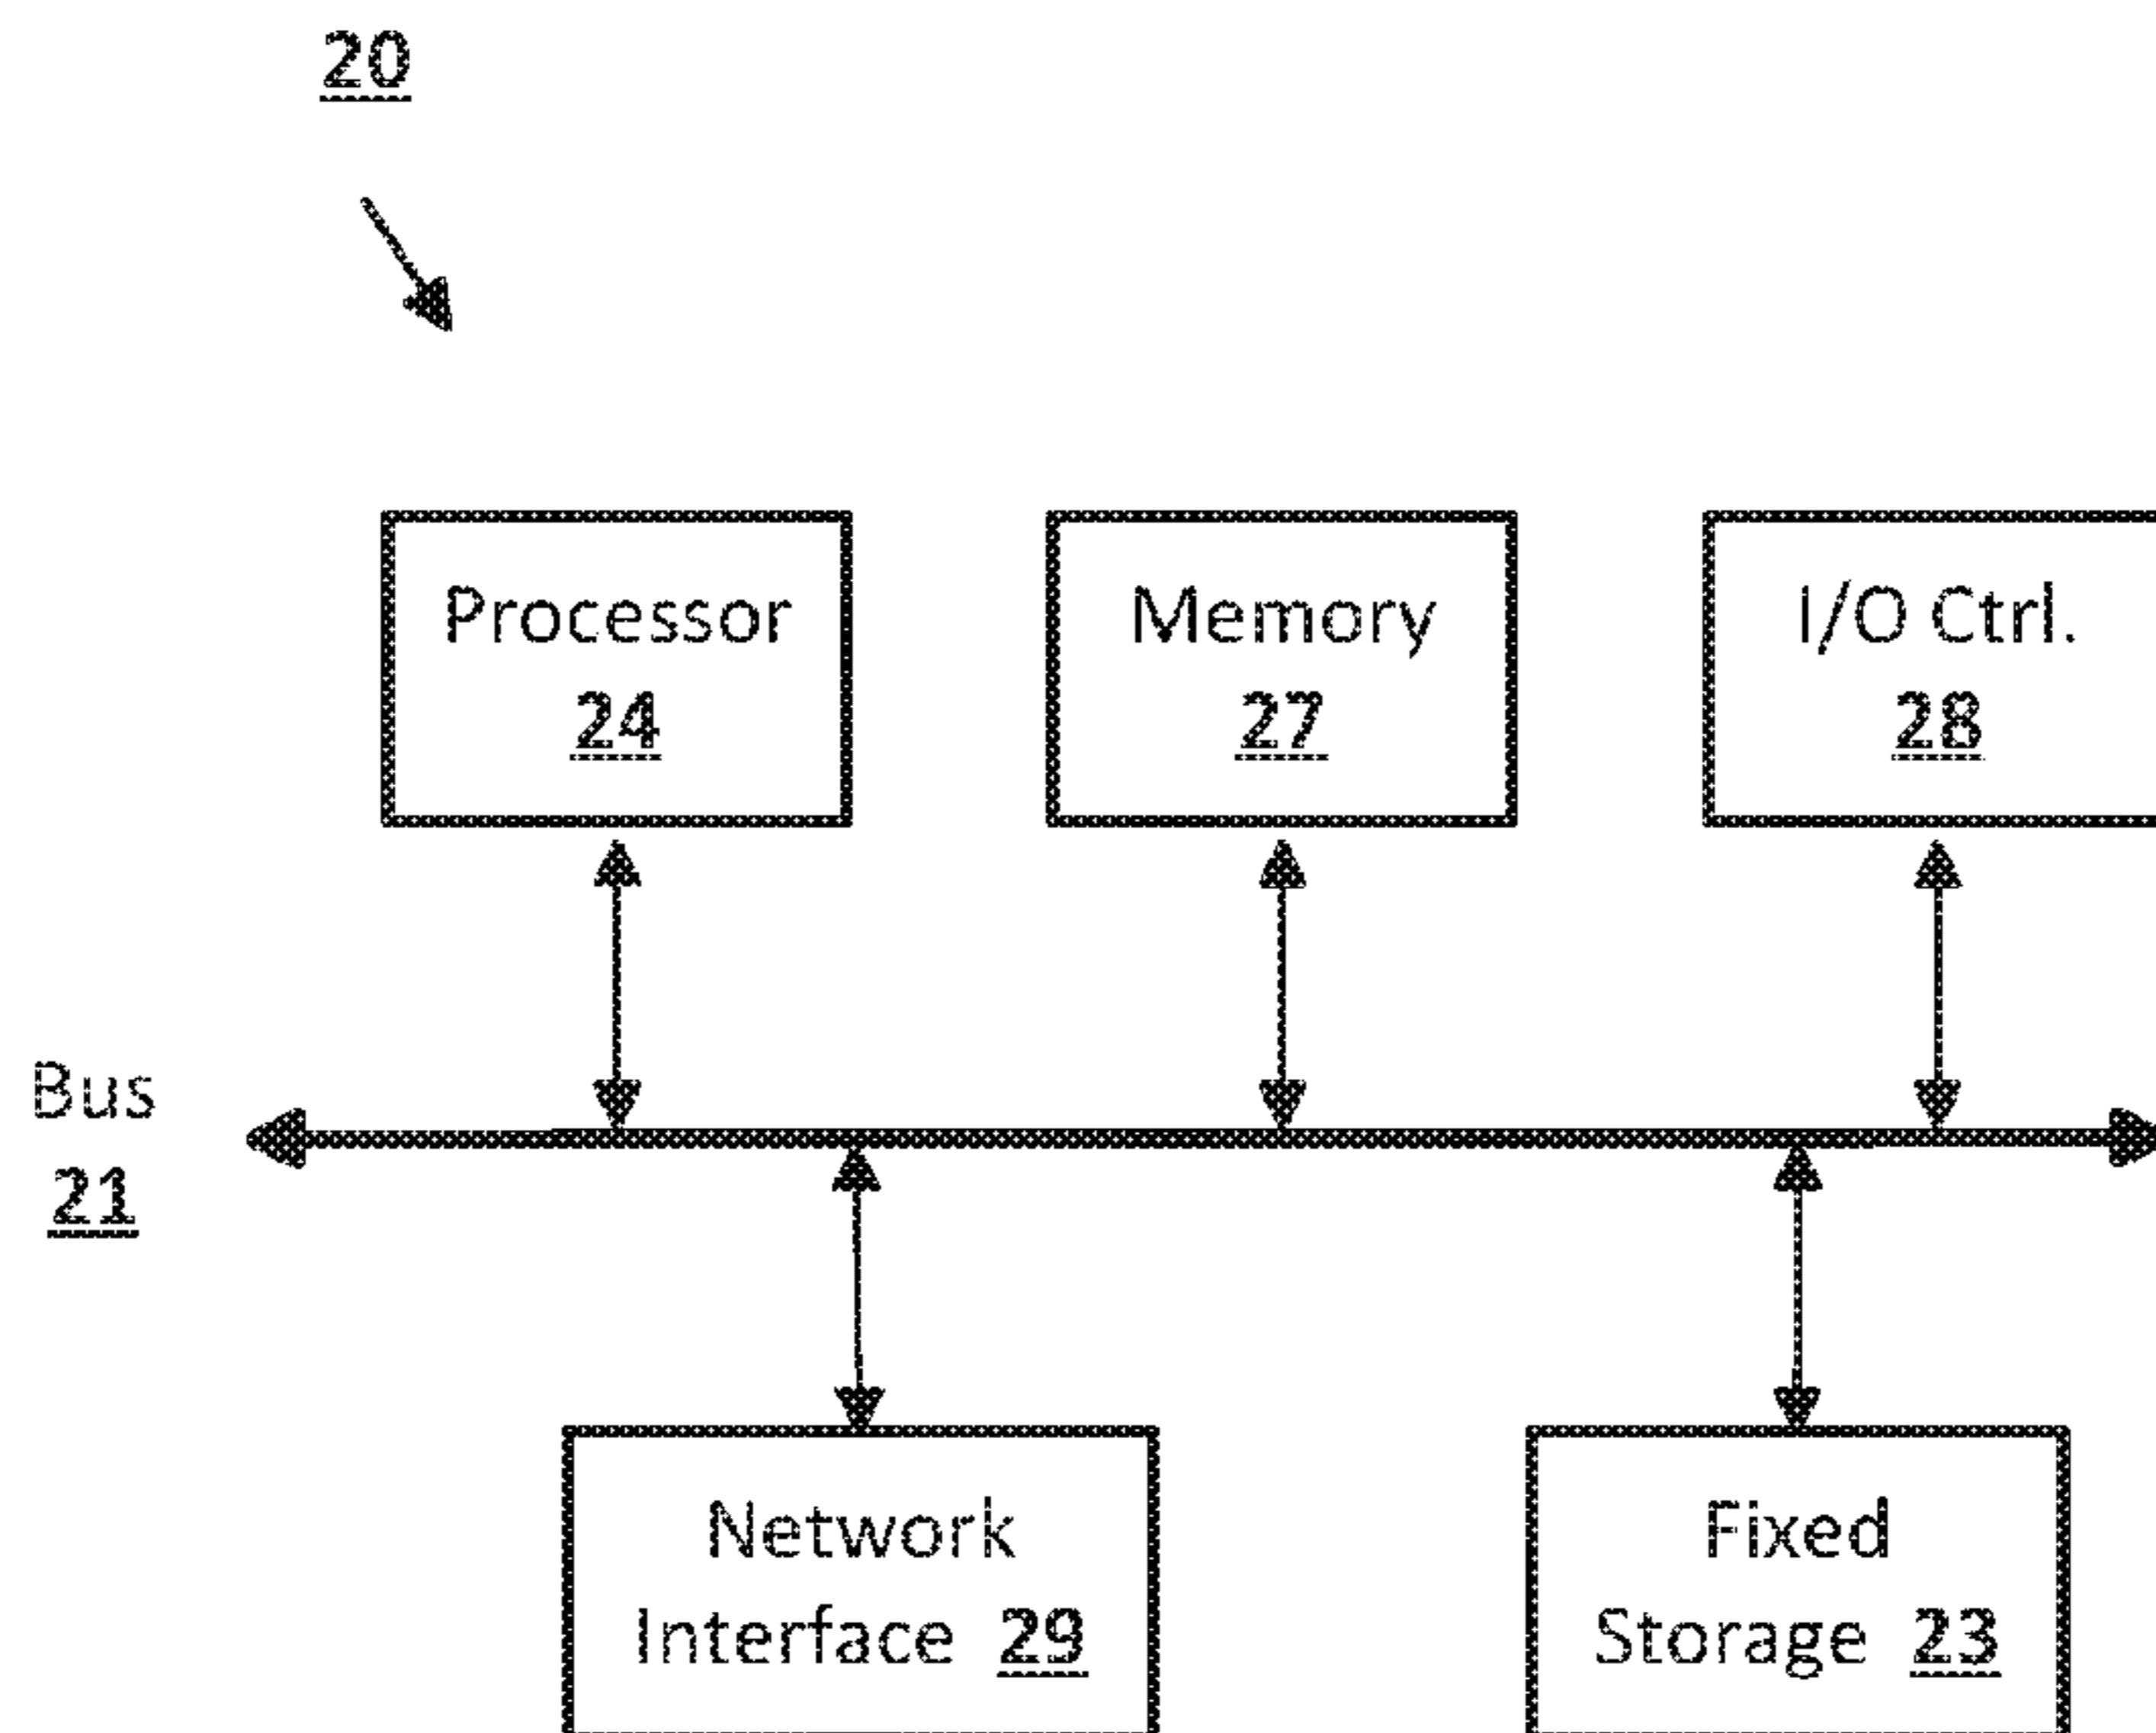 20
Processor
24
Memory
27
I/O Ctrl.
28
Bus
21
Network
Interface 29
Fixed
Storage 23